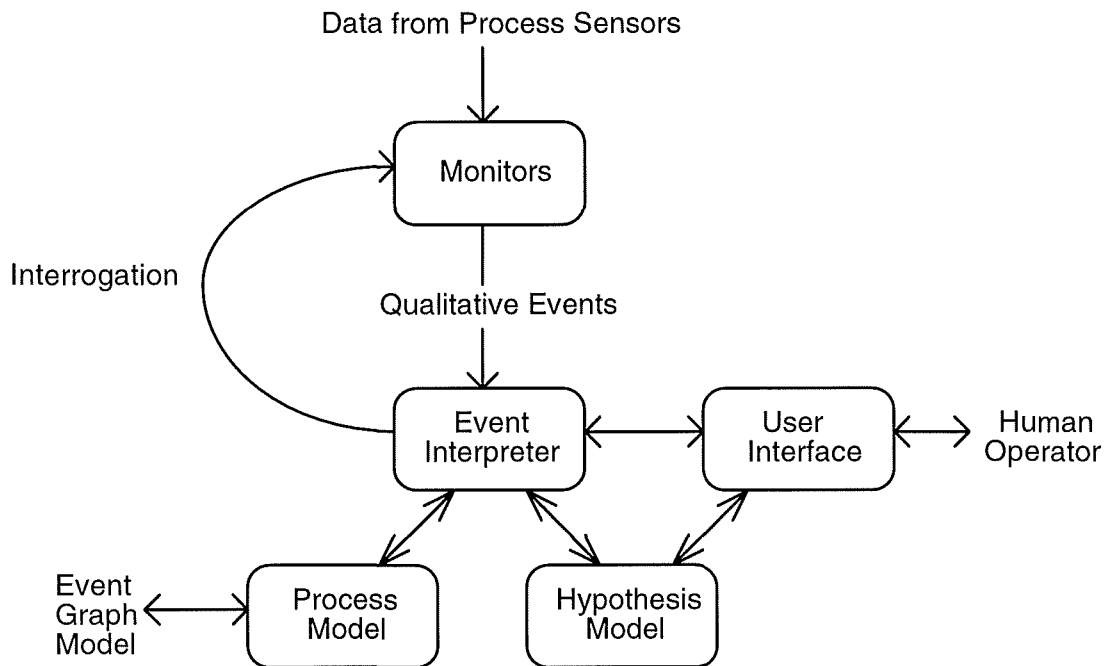 Data from Process Sensors
Monitors
Interrogation
Qualitative Events
Event
Interpreter
User
Interface
Human
Operator
Event
Graph
Model
Process
Model
Hypothesis
Model